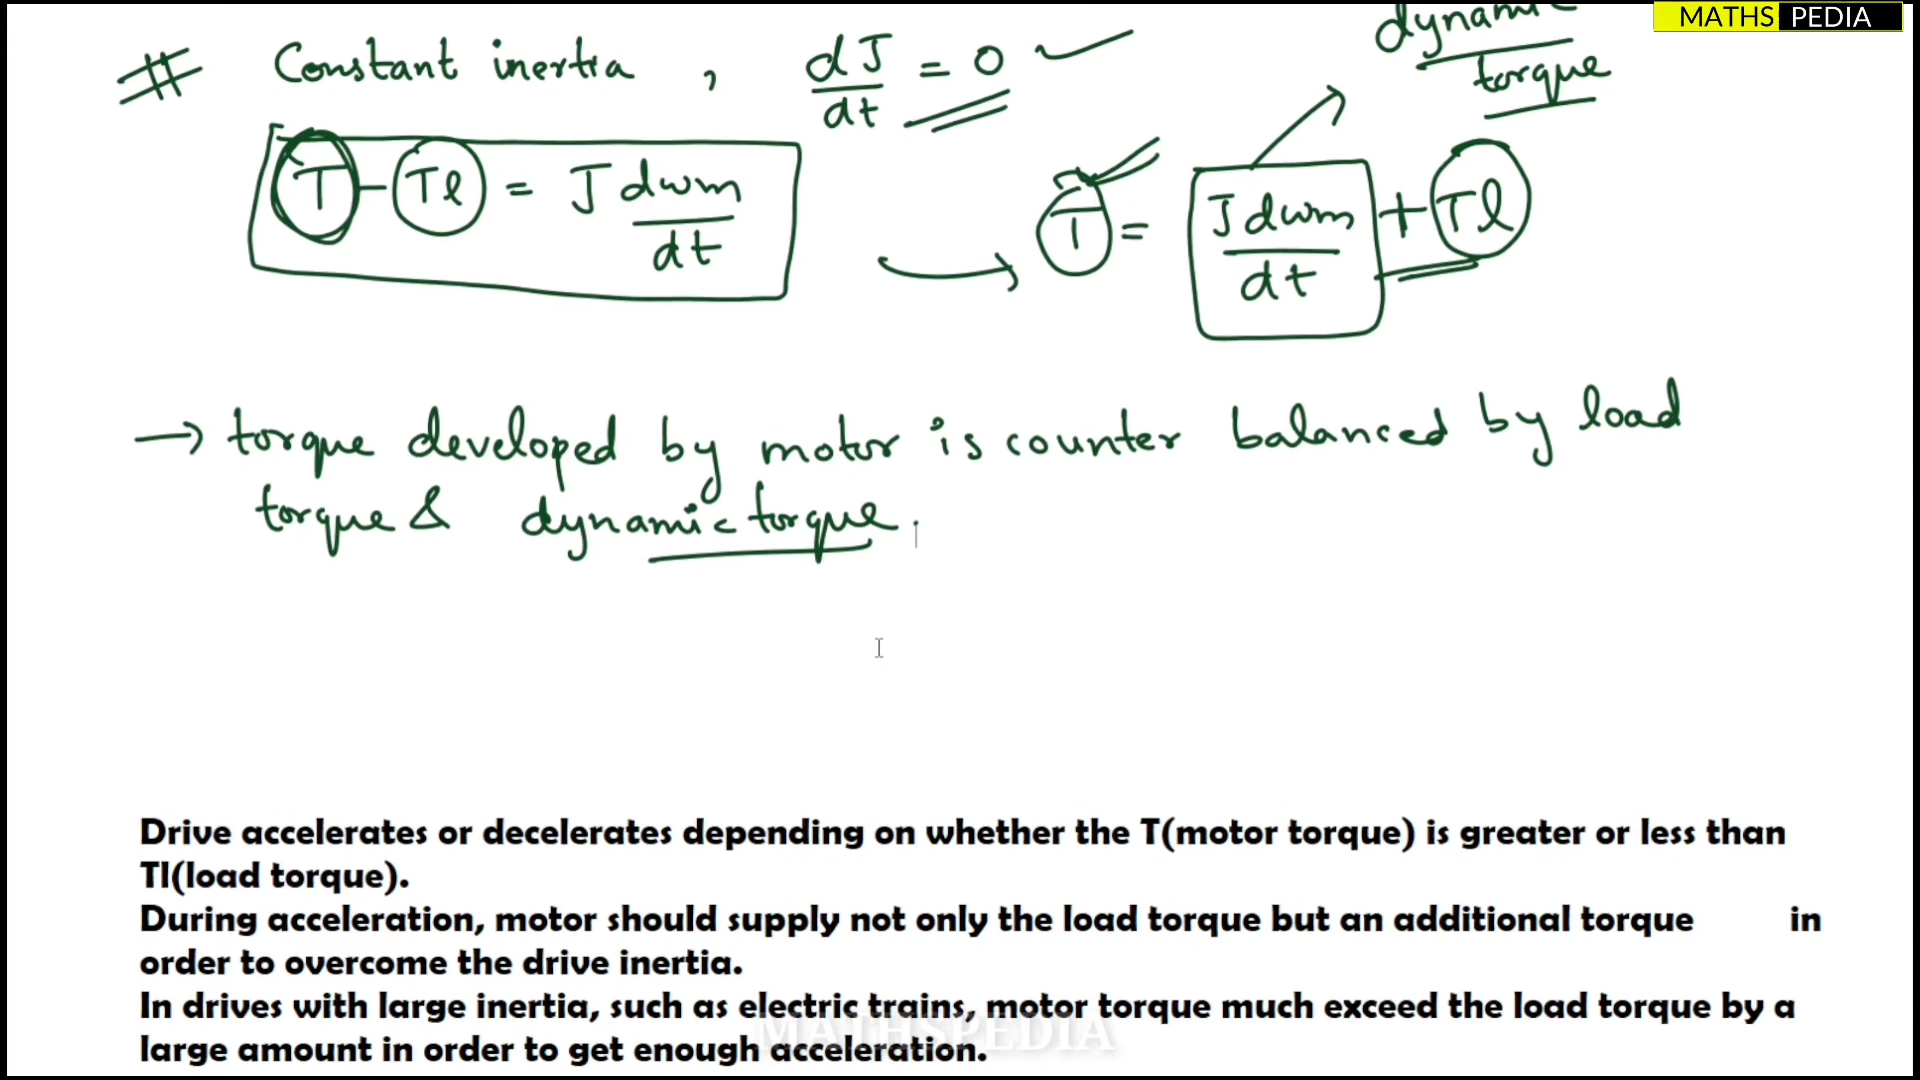 MATHS PEDIA
dynamic
torque
# Constant inertia , dJ/dt = 0
T - Tl = J dwm/dt
T = J dwm/dt + Tl
→ torque developed by motor is counter balanced by load
torque & dynamic torque.
Drive accelerates or decelerates depending on whether the T(motor torque) is greater or less than
Tl(load torque).
During acceleration, motor should supply not only the load torque but an additional torque in
order to overcome the drive inertia.
In drives with large inertia, such as electric trains, motor torque much exceed the load torque by a
large amount in order to get enough acceleration.
MATHSPEDIA